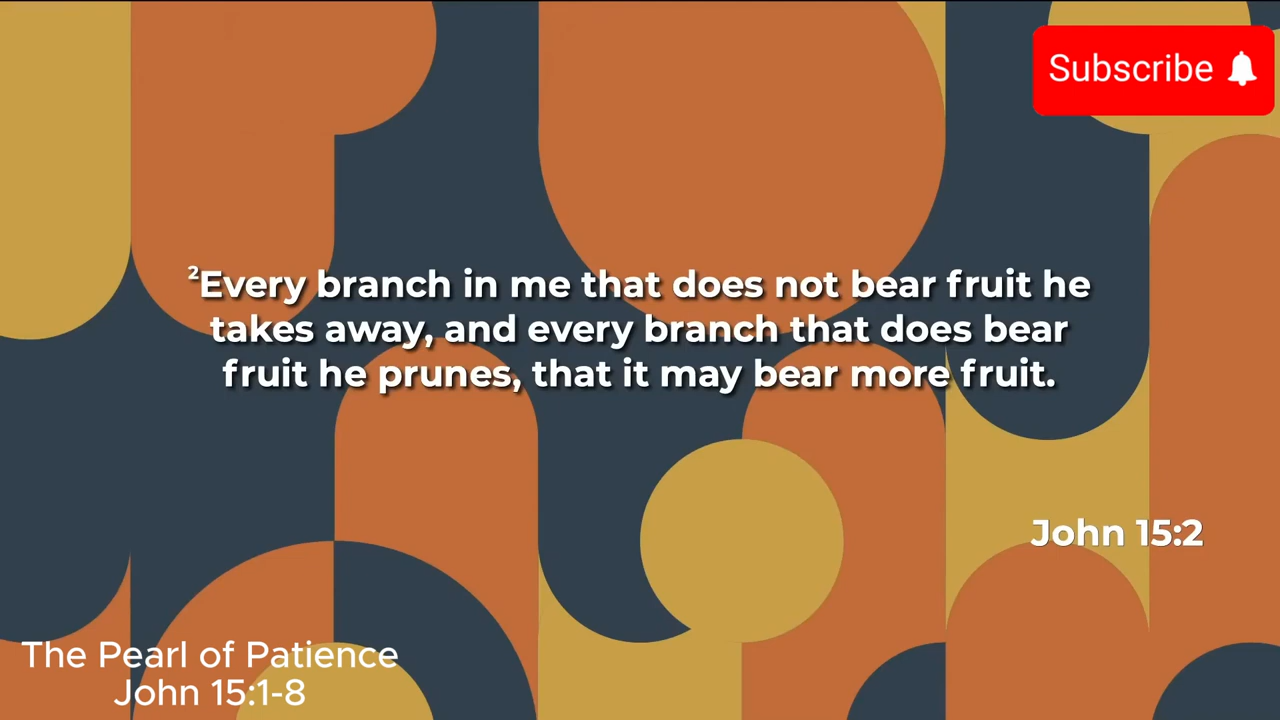 Subscribe
²Every branch in me that does not bear fruit he
takes away, and every branch that does bear
fruit he prunes, that it may bear more fruit.
John 15:2
The Pearl of Patience
John 15:1-8